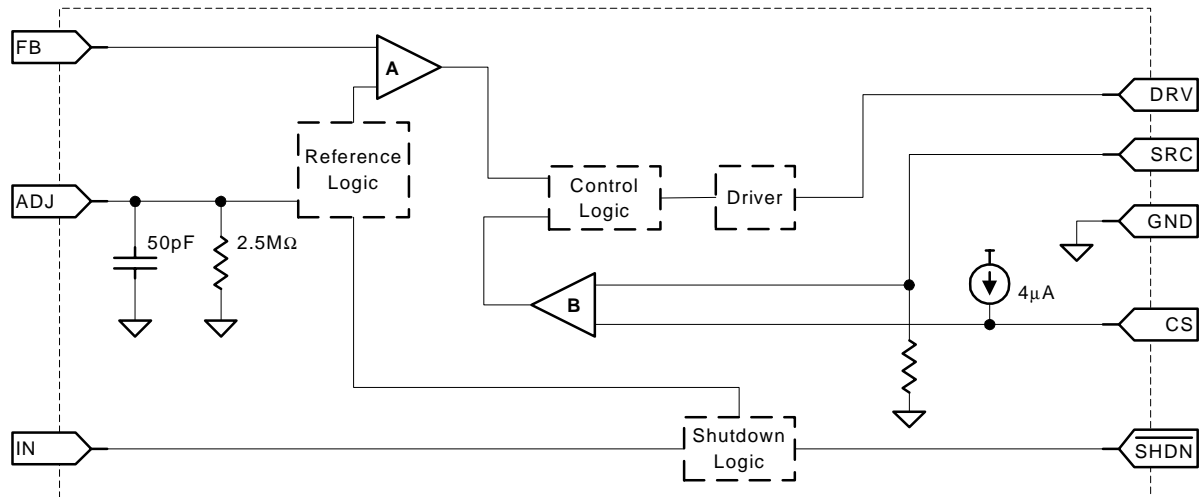 FB
A
DRV
Reference
Logic
SRC
Control
Logic
Driver
ADJ
GND
50pF
2.5MΩ
B
4μA
CS
IN
Shutdown
Logic
SHDN